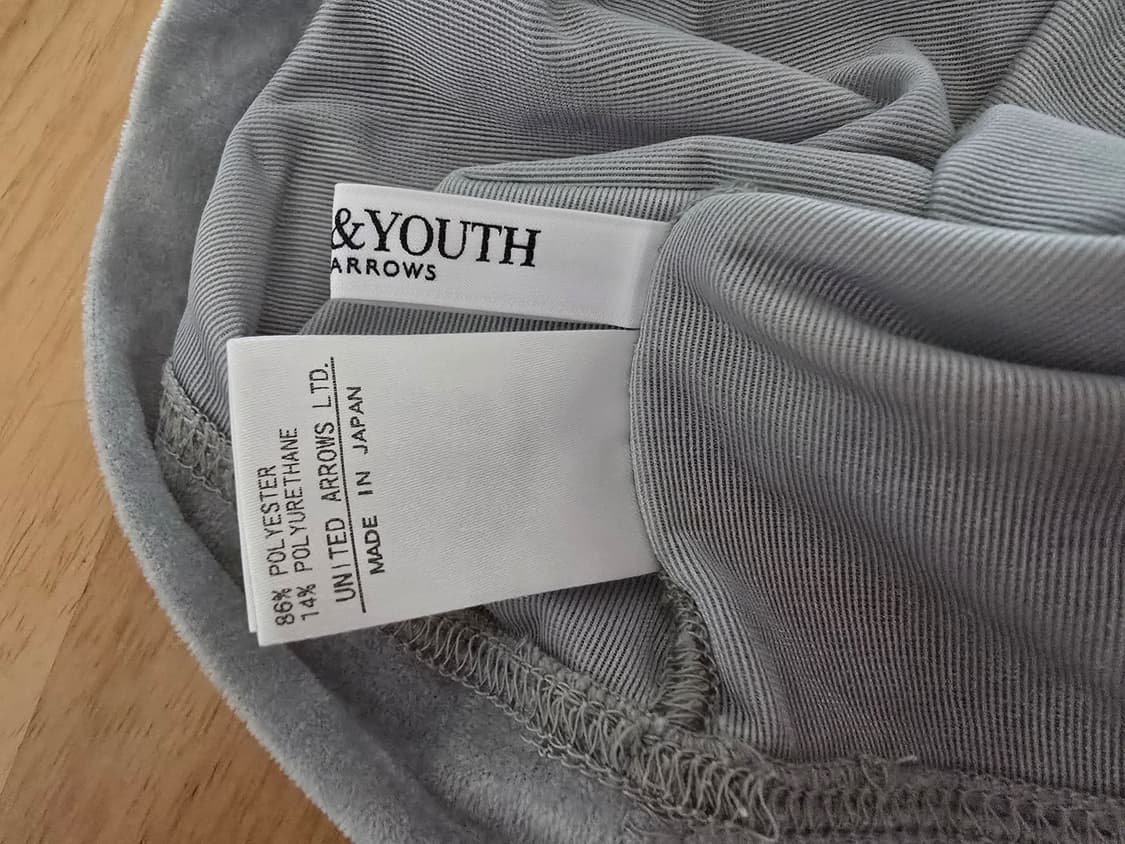 &YOUTH
ARROWS
86% POLYESTER
14% POLYURETHANE
UNITED ARROWS LTD.
MADE IN JAPAN